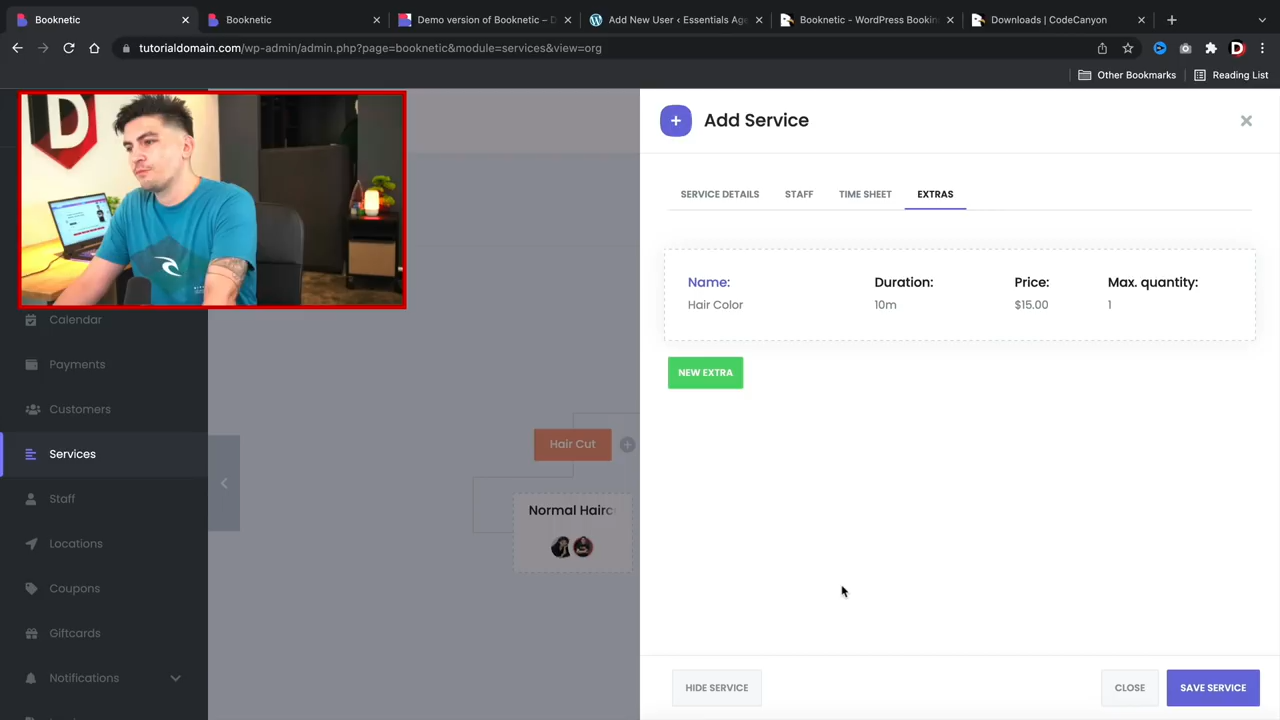 Booknetic
Booknetic
Demo version of Booknetic – D
Add New User ‹ Essentials Age
Booknetic - WordPress Bookin
Downloads | CodeCanyon
tutorialdomain.com/wp-admin/admin.php?page=booknetic&module=services&view=org
D
Other Bookmarks
Reading List
D
Add Service
SERVICE DETAILS
STAFF
TIME SHEET
EXTRAS
Name:
Duration:
Price:
Max. quantity:
Hair Color
10m
$15.00
1
NEW EXTRA
Calendar
Payments
Customers
Services
Staff
Locations
Coupons
Giftcards
Notifications
Hair Cut
Normal Hairc
HIDE SERVICE
CLOSE
SAVE SERVICE